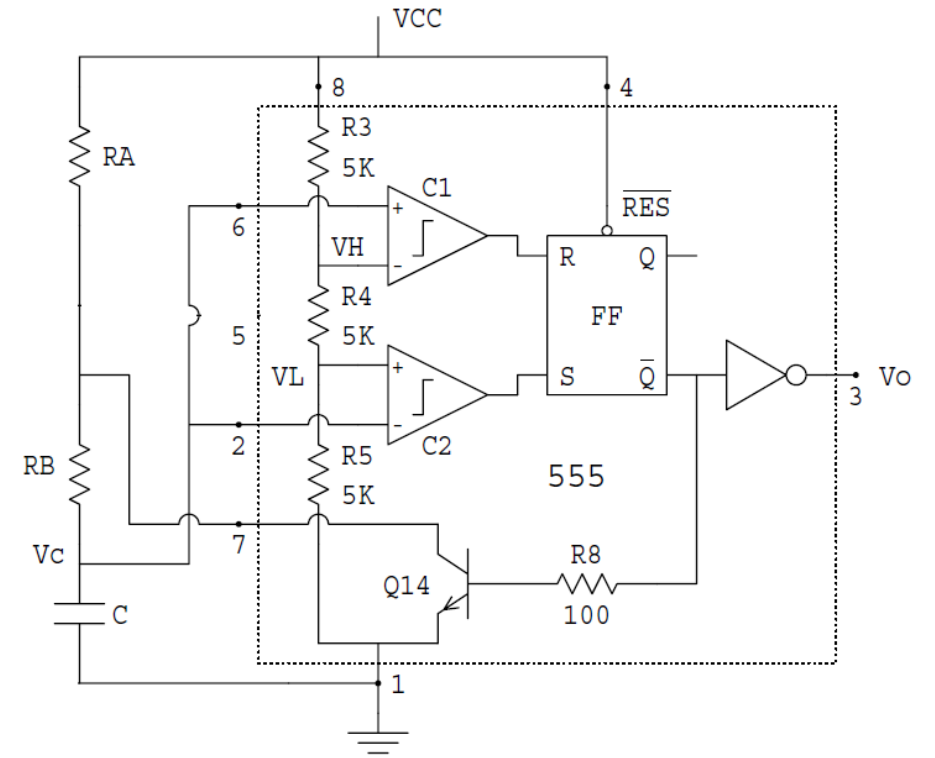 VCC
8
4
R3
RA
5K
C1
+
RES
6
VH
-
R
Q
R4
5
5K
FF
VL
+
S
Q
Vo
3
-
2
C2
RB
R5
5K
555
7
Vc
R8
Q14
100
C
1